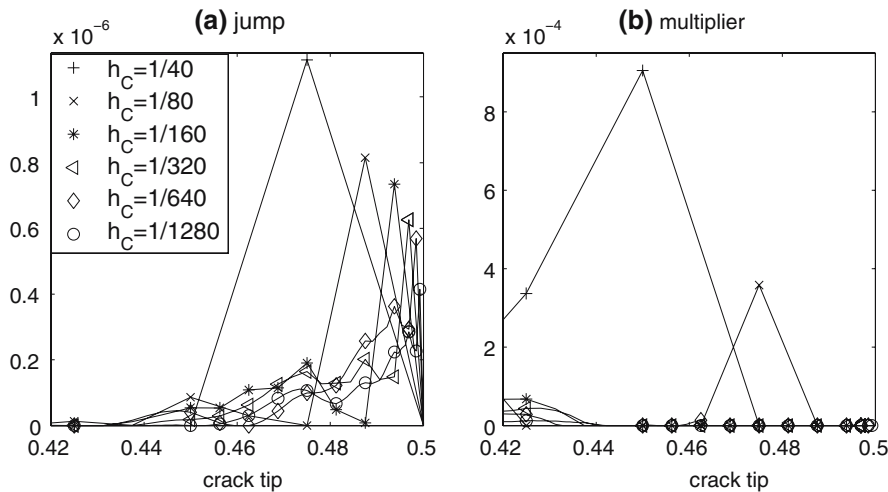 (a) jump
x 10⁻⁶
1
0.8
0.6
0.4
0.2
0
h_C=1/40
h_C=1/80
h_C=1/160
h_C=1/320
h_C=1/640
h_C=1/1280
0.42 0.44 0.46 0.48 0.5
crack tip
(b) multiplier
x 10⁻⁴
8
6
4
2
0
0.42 0.44 0.46 0.48 0.5
crack tip